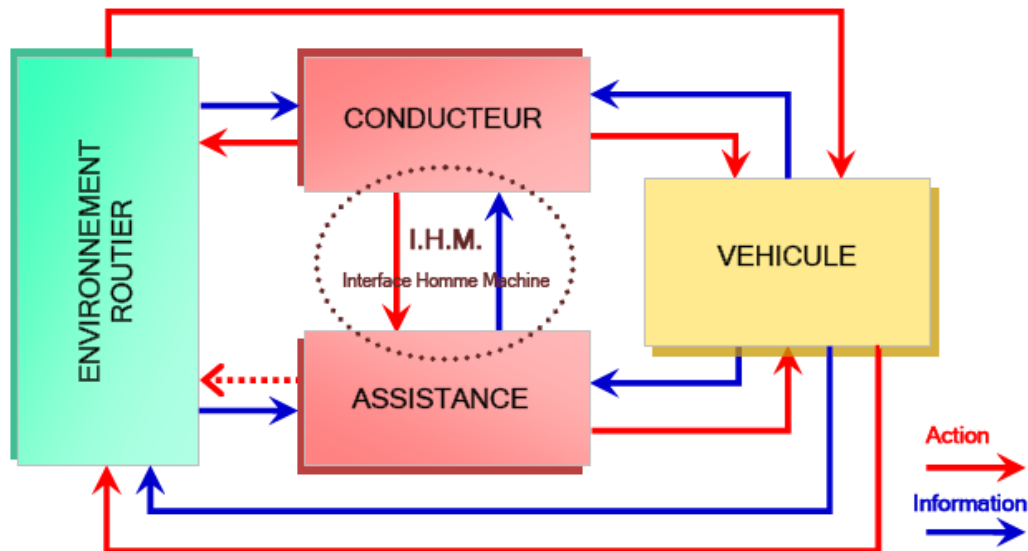 ENVIRONNEMENT
ROUTIER
CONDUCTEUR
I.H.M.
Interface Homme Machine
ASSISTANCE
VEHICULE
Action
Information